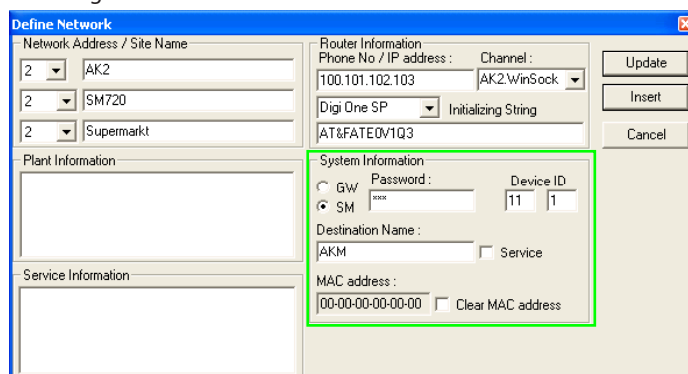 Define Network
Network Address / Site Name
2 AK2
2 SM720
2 Supermarkt
Router Information
Phone No / IP address : Channel :
100.101.102.103 AK2.WinSock
Digi One SP Initializing String
AT&FATE0V1Q3
Update
Insert
Cancel
Plant Information
Service Information
System Information
GW Password : Device ID
SM *** 11 1
Destination Name :
AKM Service
MAC address :
00-00-00-00-00-00 Clear MAC address